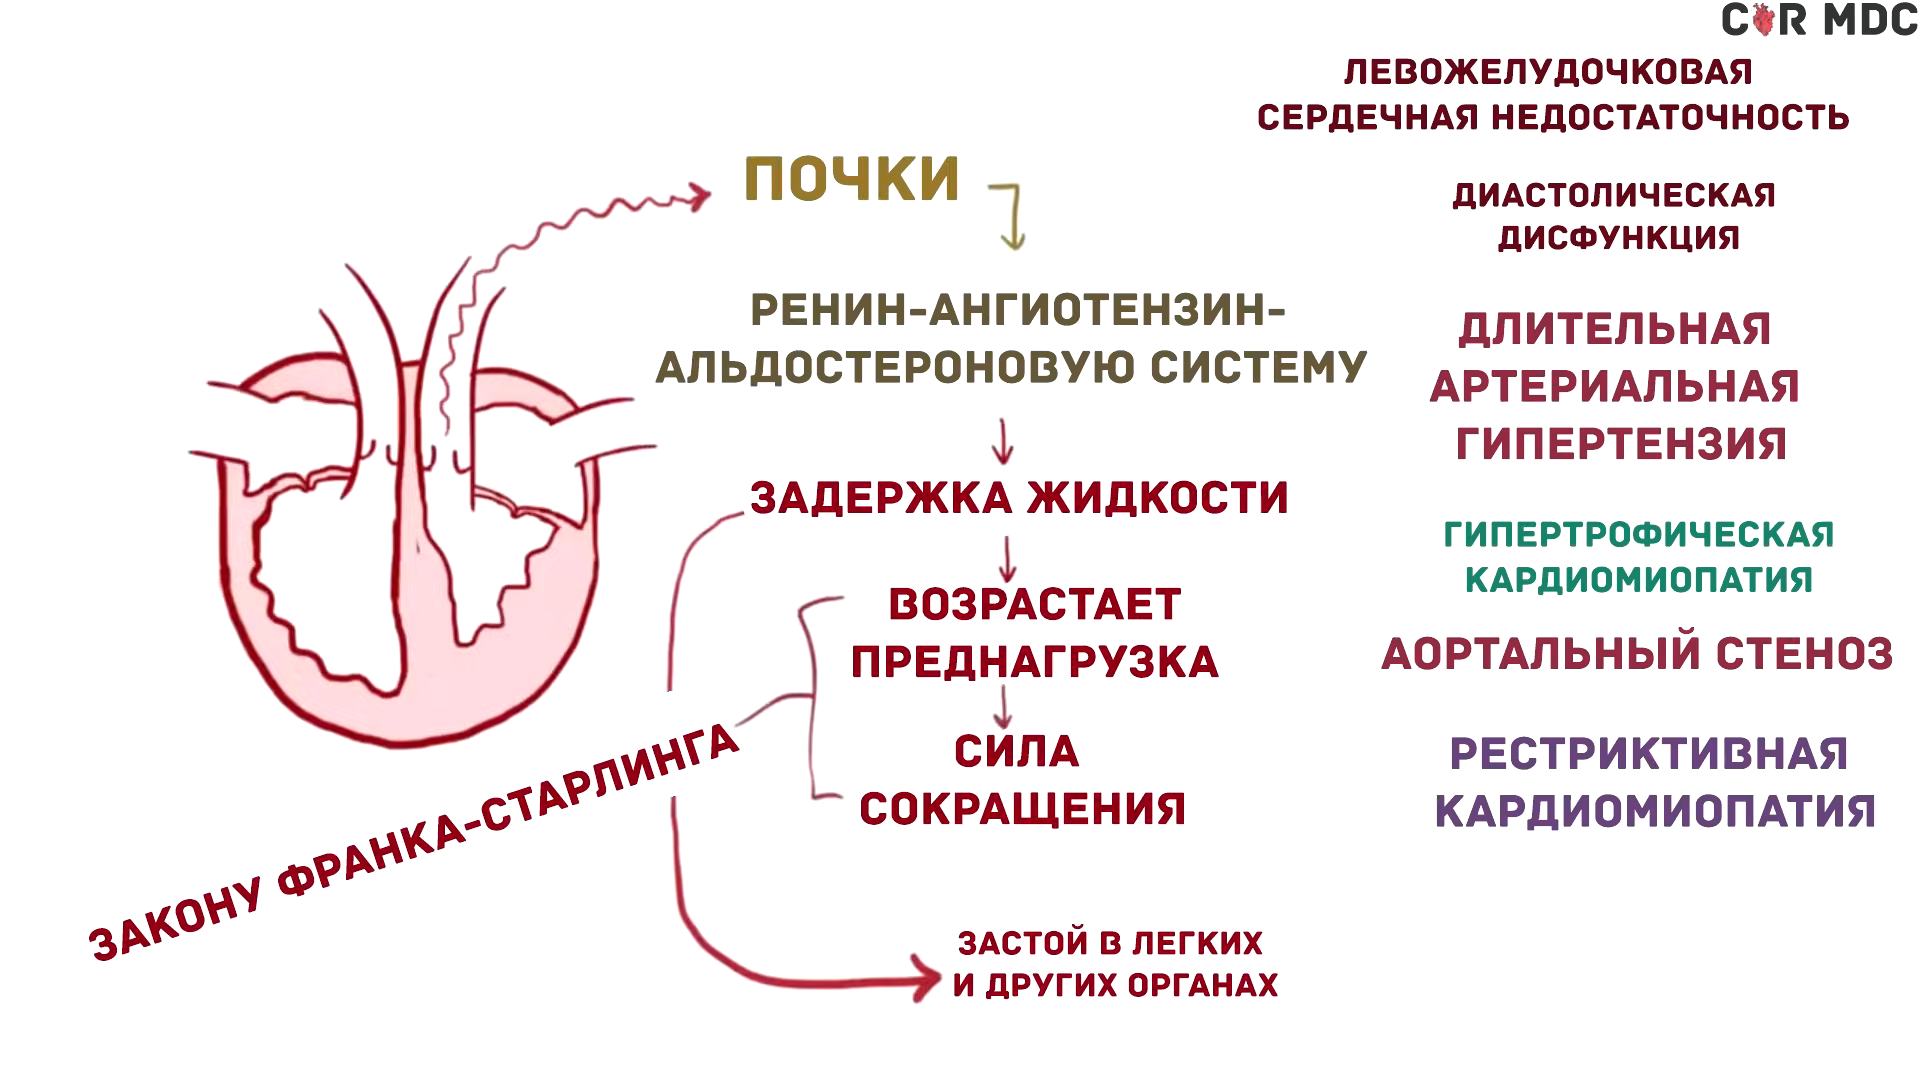 C R MDC
ЛЕВОЖЕЛУДОЧКОВАЯ
СЕРДЕЧНАЯ НЕДОСТАТОЧНОСТЬ
ДИАСТОЛИЧЕСКАЯ
ДИСФУНКЦИЯ
ДЛИТЕЛЬНАЯ
АРТЕРИАЛЬНАЯ
ГИПЕРТЕНЗИЯ
ГИПЕРТРОФИЧЕСКАЯ
КАРДИОМИОПАТИЯ
АОРТАЛЬНЫЙ СТЕНОЗ
РЕСТРИКТИВНАЯ
КАРДИОМИОПАТИЯ
ПОЧКИ
РЕНИН-АНГИОТЕНЗИН-
АЛЬДОСТЕРОНОВУЮ СИСТЕМУ
ЗАДЕРЖКА ЖИДКОСТИ
ВОЗРАСТАЕТ
ПРЕДНАГРУЗКА
СИЛА
СОКРАЩЕНИЯ
ЗАКОНУ ФРАНКА-СТАРЛИНГА
ЗАСТОЙ В ЛЕГКИХ
И ДРУГИХ ОРГАНАХ